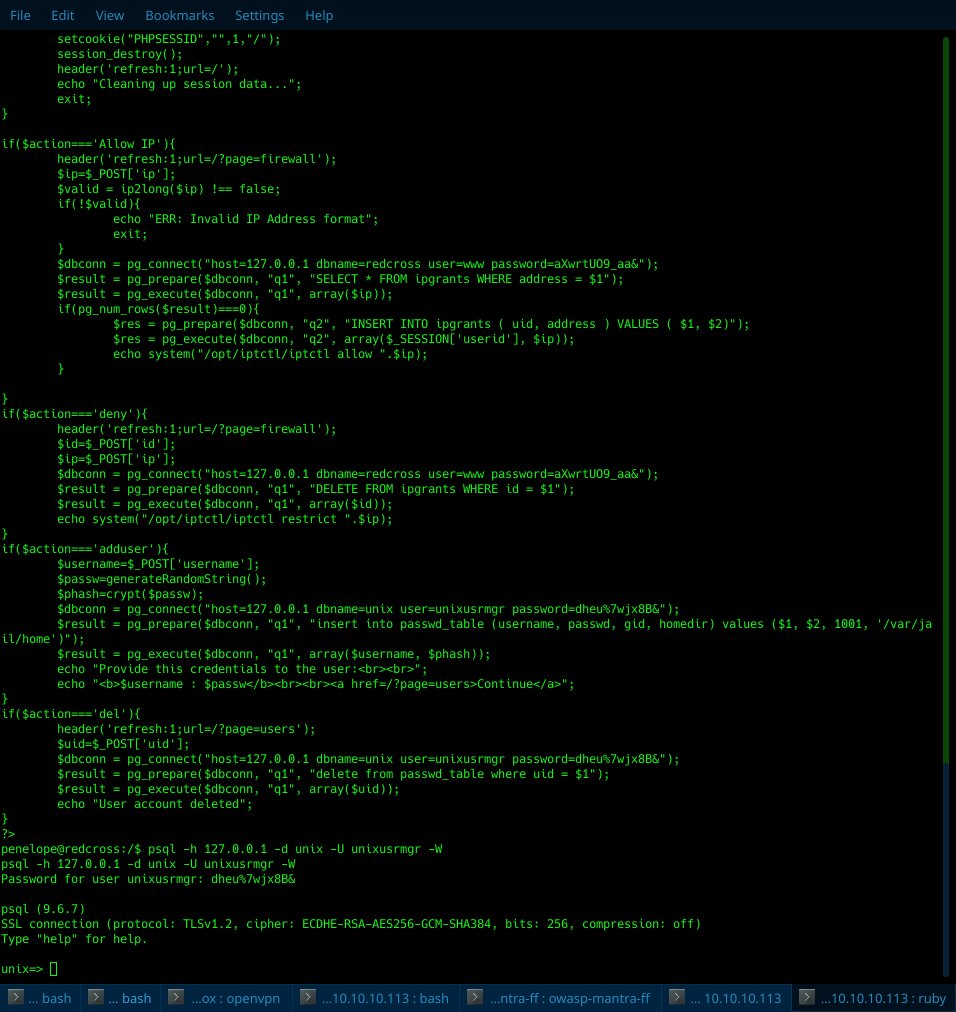 File Edit View Bookmarks Settings Help
setcookie("PHPSESSID","",1,"/");
session_destroy();
header('refresh:1;url=/');
echo "Cleaning up session data...";
exit;
}
if($action==='Allow IP'){
header('refresh:1;url=/?page=firewall');
$ip=$_POST['ip'];
$valid = ip2long($ip) !== false;
if(!$valid){
echo "ERR: Invalid IP Address format";
exit;
}
$dbconn = pg_connect("host=127.0.0.1 dbname=redcross user=www password=aXwrtUO9_aa&");
$result = pg_prepare($dbconn, "q1", "SELECT * FROM ipgrants WHERE address = $1");
$result = pg_execute($dbconn, "q1", array($ip));
if(pg_num_rows($result)===0){
$res = pg_prepare($dbconn, "q2", "INSERT INTO ipgrants ( uid, address ) VALUES ( $1, $2)");
$res = pg_execute($dbconn, "q2", array($_SESSION['userid'], $ip));
echo system("/opt/iptctl/iptctl allow ".$ip);
}
}
if($action==='deny'){
header('refresh:1;url=/?page=firewall');
$id=$_POST['id'];
$ip=$_POST['ip'];
$dbconn = pg_connect("host=127.0.0.1 dbname=redcross user=www password=aXwrtUO9_aa&");
$result = pg_prepare($dbconn, "q1", "DELETE FROM ipgrants WHERE id = $1");
$result = pg_execute($dbconn, "q1", array($id));
echo system("/opt/iptctl/iptctl restrict ".$ip);
}
if($action==='adduser'){
$username=$_POST['username'];
$passw=generateRandomString();
$phash=crypt($passw);
$dbconn = pg_connect("host=127.0.0.1 dbname=unix user=unixusrmgr password=dheu%7wjx8B&");
$result = pg_prepare($dbconn, "q1", "insert into passwd_table (username, passwd, gid, homedir) values ($1, $2, 1001, '/var/ja
il/home')");
$result = pg_execute($dbconn, "q1", array($username, $phash));
echo "Provide this credentials to the user:<br><br>";
echo "<b>$username : $passw</b><br><br><a href=/?page=users>Continue</a>";
}
if($action==='del'){
header('refresh:1;url=/?page=users');
$uid=$_POST['uid'];
$dbconn = pg_connect("host=127.0.0.1 dbname=unix user=unixusrmgr password=dheu%7wjx8B&");
$result = pg_prepare($dbconn, "q1", "delete from passwd_table where uid = $1");
$result = pg_execute($dbconn, "q1", array($uid));
echo "User account deleted";
}
?>
penelope@redcross:/$ psql -h 127.0.0.1 -d unix -U unixusrmgr -W
psql -h 127.0.0.1 -d unix -U unixusrmgr -W
Password for user unixusrmgr: dheu%7wjx8B&
psql (9.6.7)
SSL connection (protocol: TLSv1.2, cipher: ECDHE-RSA-AES256-GCM-SHA384, bits: 256, compression: off)
Type "help" for help.
unix=>
... bash ... bash ...ox : openvpn ...10.10.10.113 : bash ...ntra-ff : owasp-mantra-ff ... 10.10.10.113 ...10.10.10.113 : ruby